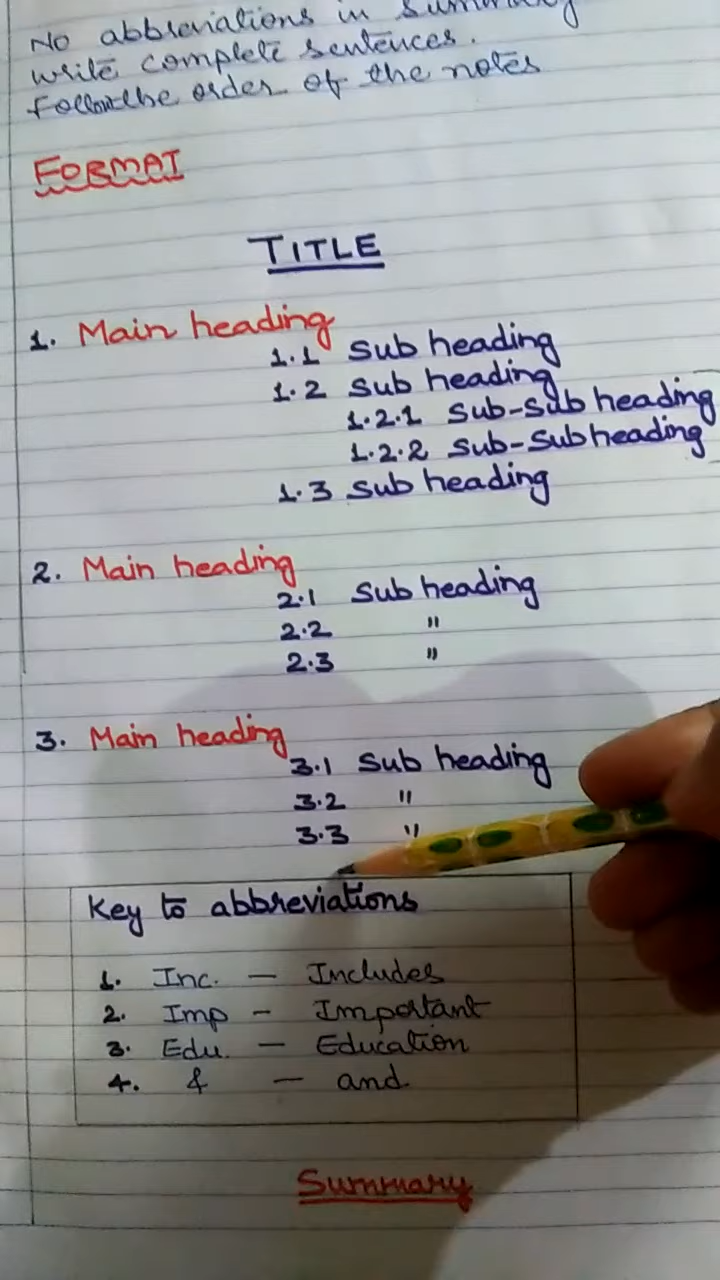 No abbreviations in Summary
write complete sentences.
Follow the order of the notes
FORMAT
TITLE
1. Main heading
1.1 Sub heading
1.2 Sub heading
1.2.1 Sub-sub heading
1.2.2 Sub-Subheading
1.3 Sub heading
2. Main heading
2.1 Sub heading
2.2 "
2.3 "
3. Main heading
3.1 Sub heading
3.2 "
3.3 "
Key to abbreviations
1. Inc. — Includes
2. Imp - Important
3. Edu. — Education
4. & — and
Summary